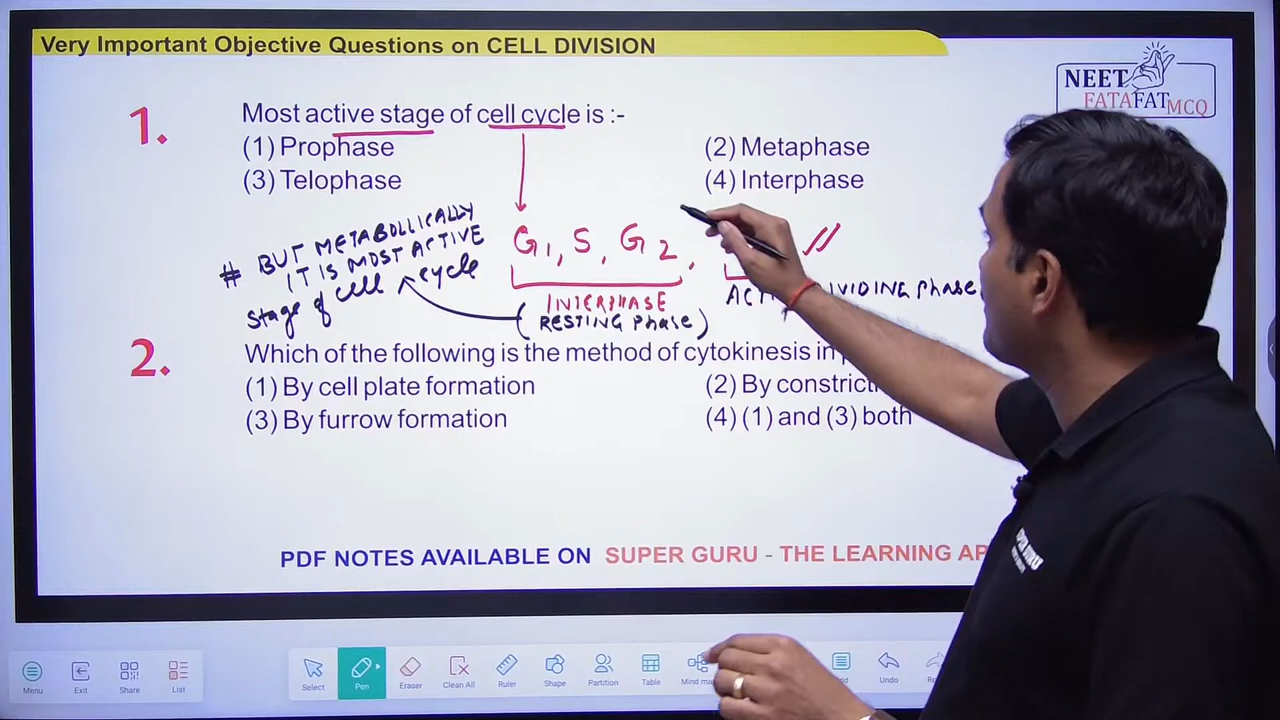 Very Important Objective Questions on CELL DIVISION
NEET
FATAFAT MCQ
1.
Most active stage of cell cycle is :-
(1) Prophase
(2) Metaphase
(3) Telophase
(4) Interphase
# BUT METABOLLICALLY
IT IS MOST ACTIVE
stage of cell cycle
G1, S, G2,
INTERPHASE
(RESTING Phase)
DIVIDING Phase
2.
Which of the following is the method of cytokinesis in
(1) By cell plate formation
(2) By
(3) By furrow formation
(4) (1) and (3) both
PDF NOTES AVAILABLE ON SUPER GURU - THE LEARNING
Menu
Exit
Share
List
Select
Pen
Eraser
Clean All
Ruler
Shape
Partition
Table
Mind
Undo